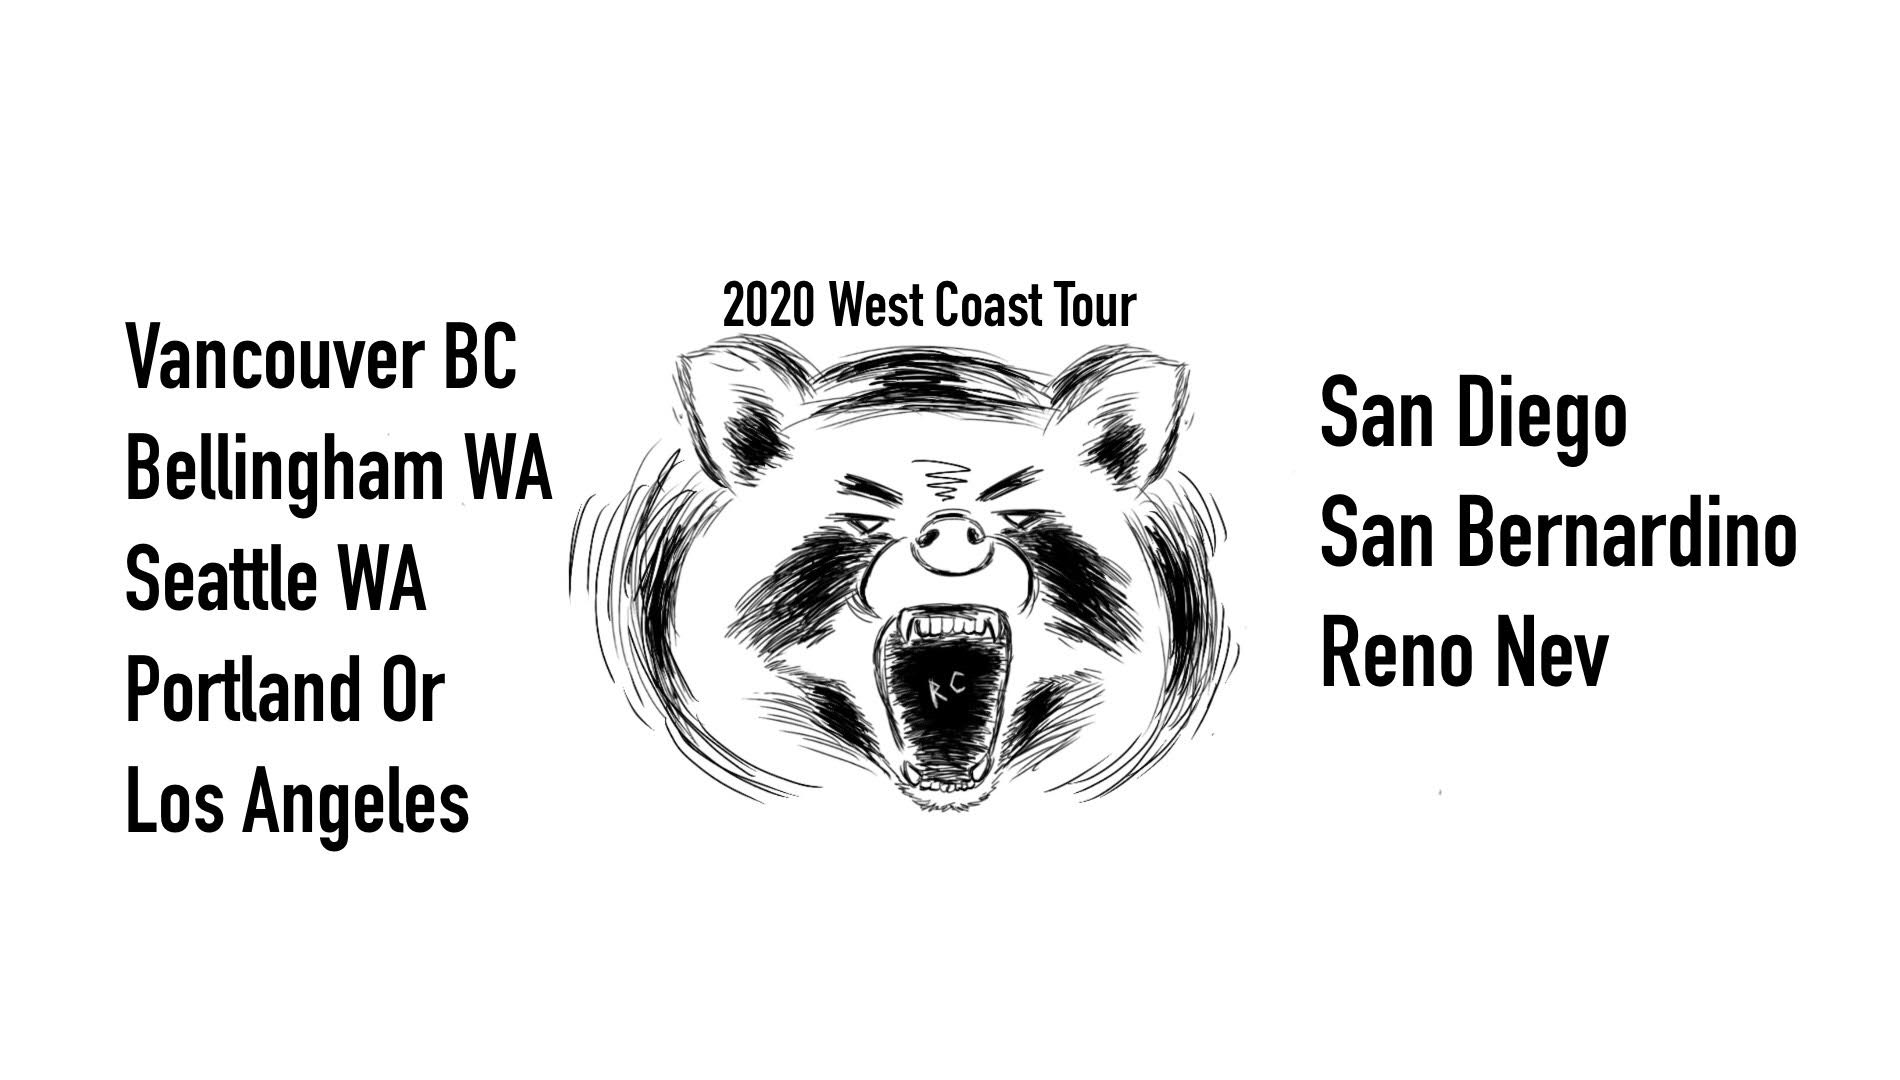 2020 West Coast Tour
Vancouver BC
Bellingham WA
Seattle WA
Portland Or
Los Angeles
San Diego
San Bernardino
Reno Nev
RC